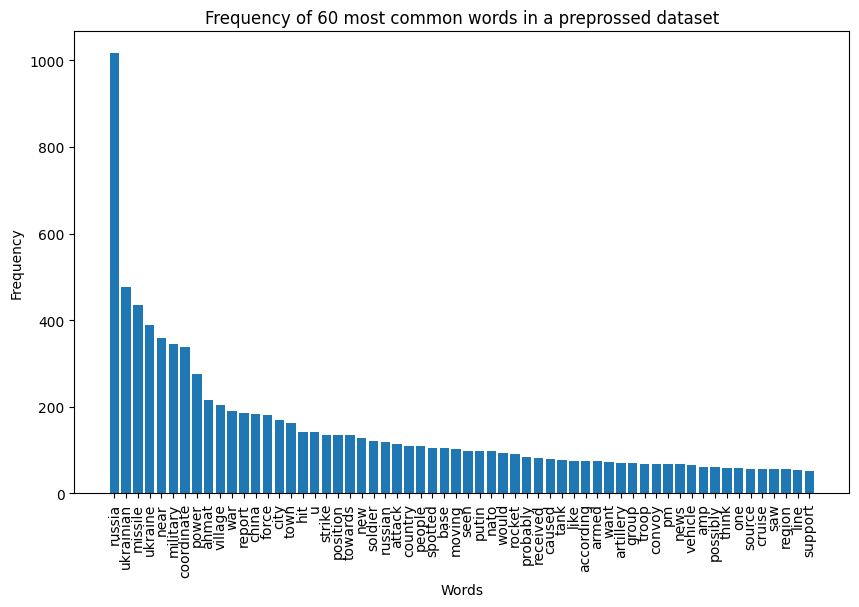 Frequency of 60 most common words in a preprossed dataset
1000
800
600
400
200
0
Frequency
russia
ukrainian
missile
ukraine
near
military
coordinate
power
ahmat
village
war
report
china
force
city
town
hit
u
strike
position
towards
new
soldier
russian
attack
country
people
spotted
base
moving
seen
putin
nato
would
rocket
probably
received
caused
tank
like
according
armed
want
artillery
group
troop
convoy
pm
news
vehicle
amp
possibly
think
one
source
cruise
saw
region
line
support
Words